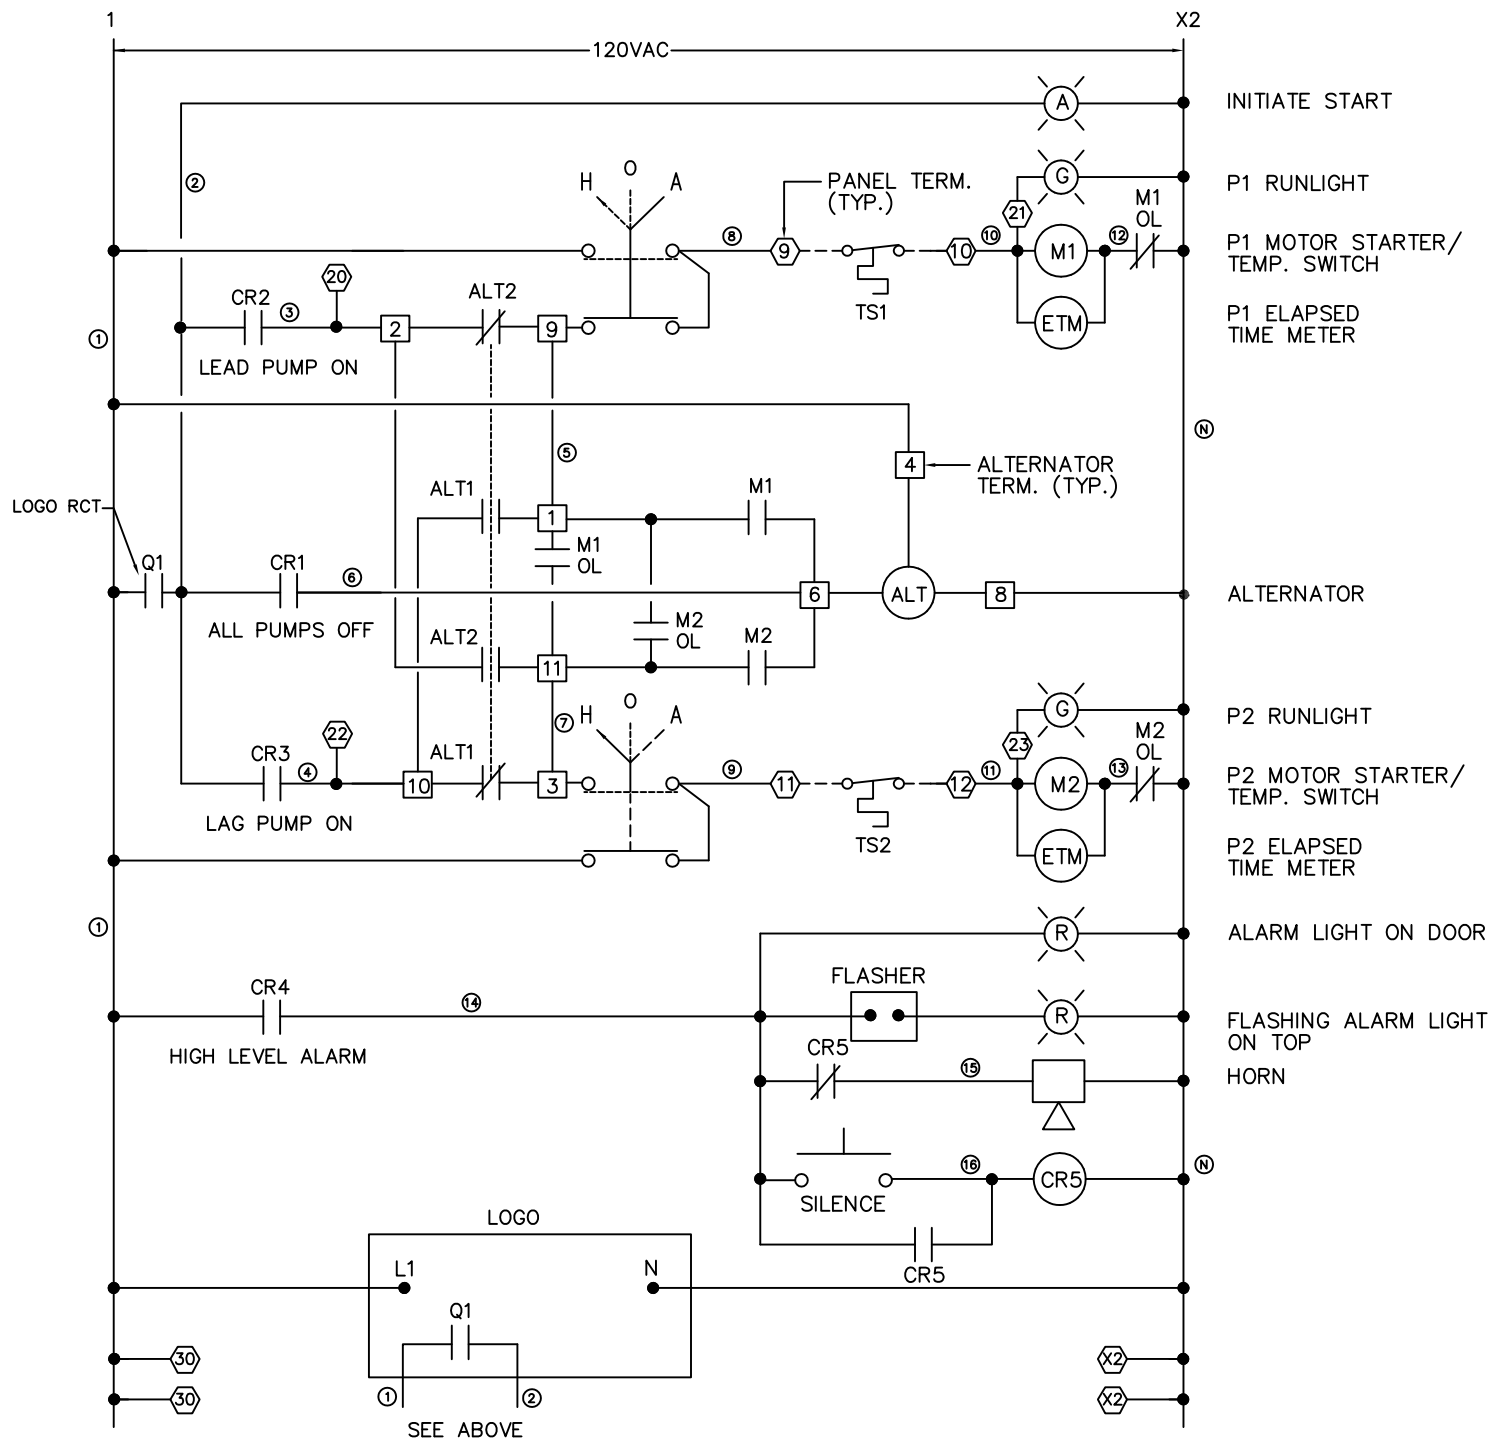 1
X2
120VAC
A
INITIATE START
2
H
O
A
PANEL TERM.
(TYP.)
G
P1 RUNLIGHT
21
M1
OL
8
9
10
10
M1
12
P1 MOTOR STARTER/
TEMP. SWITCH
TS1
20
CR2
3
ALT2
2
9
ETM
P1 ELAPSED
TIME METER
1
LEAD PUMP ON
N
5
4
ALTERNATOR
TERM. (TYP.)
ALT1
M1
LOGO RCT
1
M1
OL
Q1
CR1
6
6
ALT
8
ALTERNATOR
ALL PUMPS OFF
ALT2
M2
OL
M2
11
H
O
A
G
P2 RUNLIGHT
22
7
23
M2
OL
CR3
4
ALT1
10
3
9
11
12
11
M2
13
P2 MOTOR STARTER/
TEMP. SWITCH
LAG PUMP ON
TS2
ETM
P2 ELAPSED
TIME METER
1
R
ALARM LIGHT ON DOOR
FLASHER
CR4
14
R
FLASHING ALARM LIGHT
ON TOP
HIGH LEVEL ALARM
CR5
15
HORN
16
CR5
N
SILENCE
LOGO
CR5
L1
N
Q1
30
X2
30
1
2
X2
SEE ABOVE